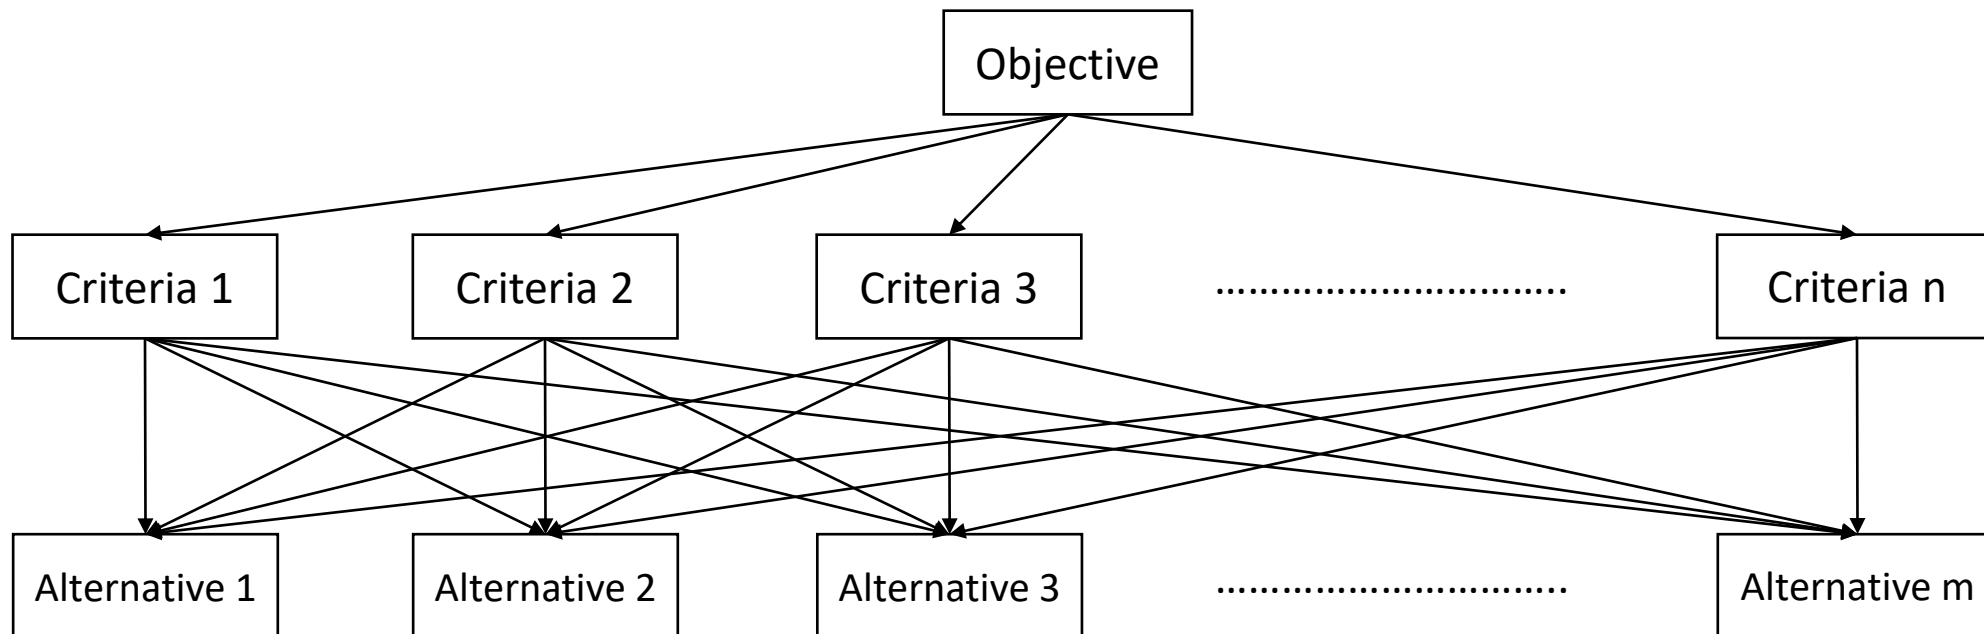 Objective
Criteria 1
Criteria 2
Criteria 3
…………………………..
Criteria n
Alternative 1
Alternative 2
Alternative 3
…………………………..
Alternative m